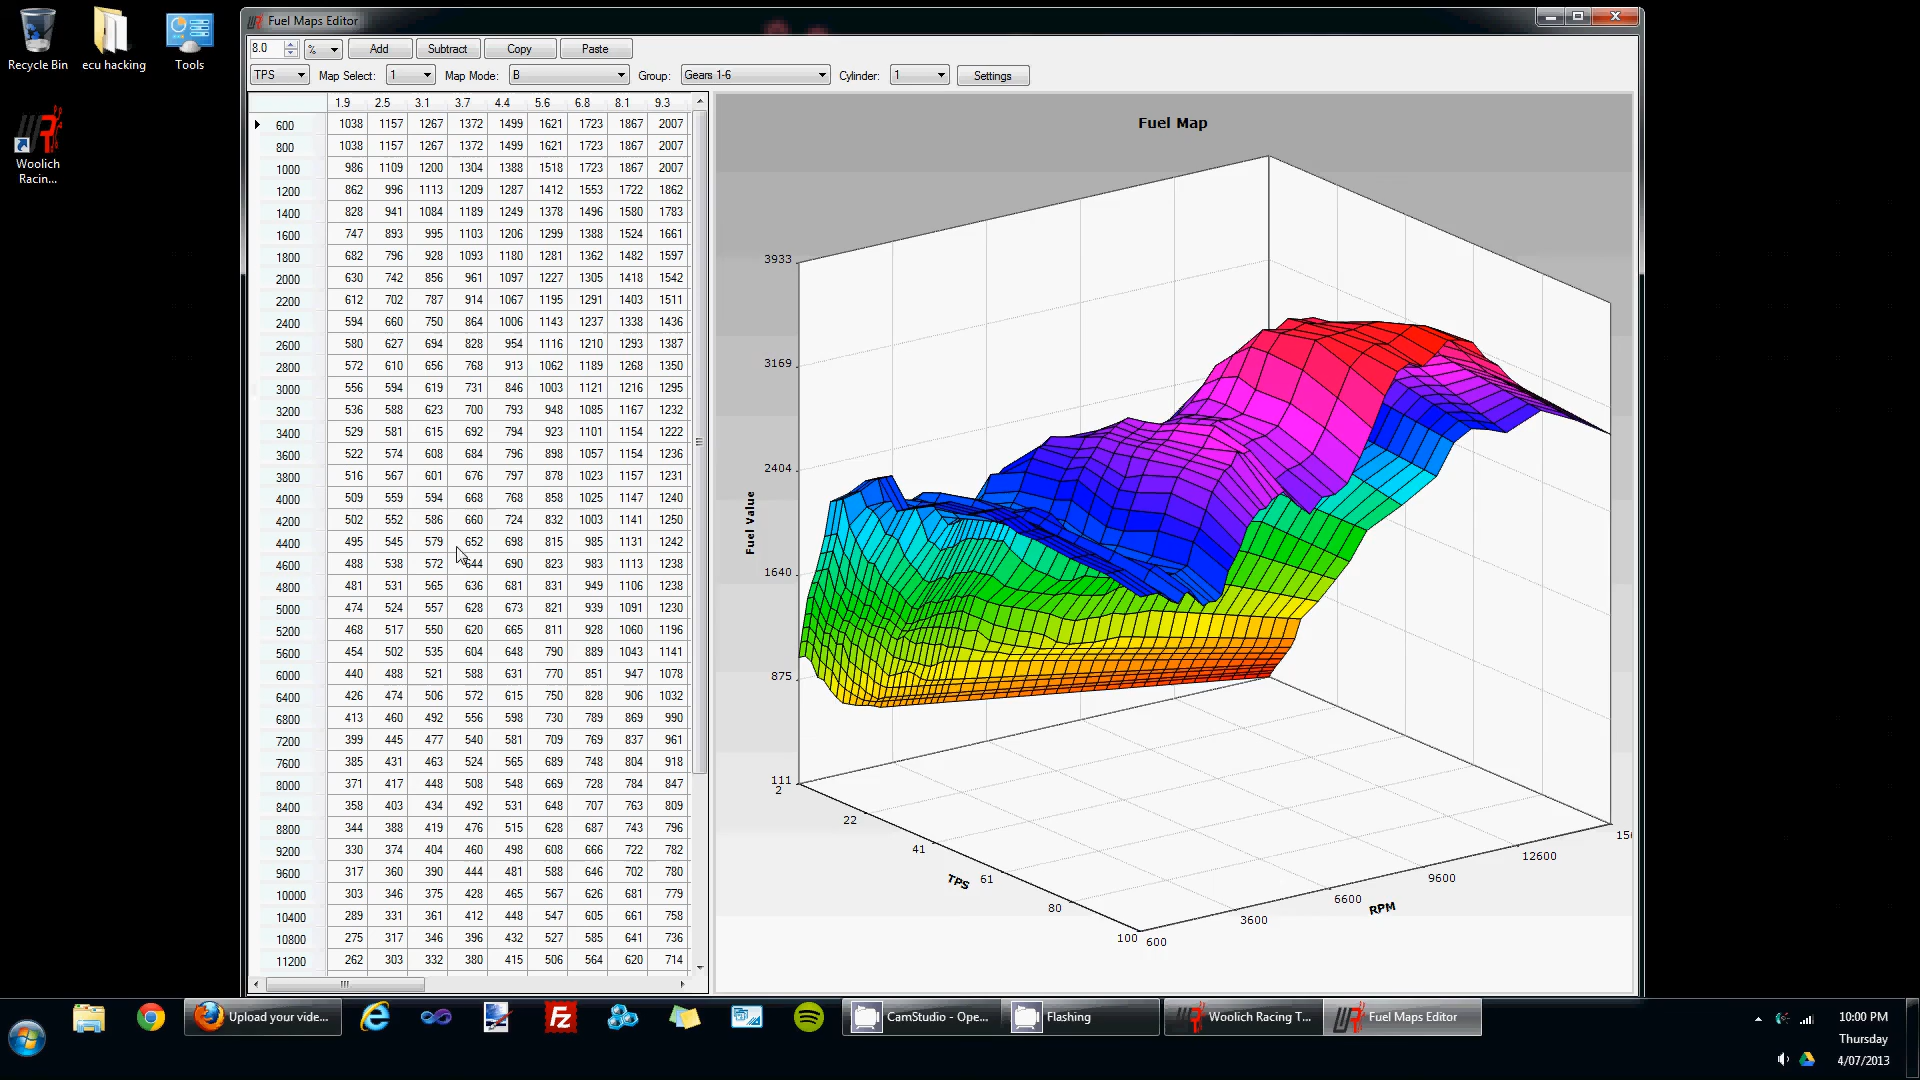 Recycle Bin
ecu hacking
Tools
Woolich
Racin...
Fuel Maps Editor
8.0 % Add Subtract Copy Paste
TPS Map Select: 1 Map Mode: B Group: Gears 1-6 Cylinder: 1 Settings
1.9 2.5 3.1 3.7 4.4 5.6 6.8 8.1 9.3
600 1038 1157 1267 1372 1499 1621 1723 1867 2007
800 1038 1157 1267 1372 1499 1621 1723 1867 2007
1000 986 1109 1200 1304 1388 1518 1723 1867 2007
1200 862 996 1113 1209 1287 1412 1553 1722 1862
1400 828 941 1084 1189 1249 1378 1496 1580 1783
1600 747 893 995 1103 1206 1299 1388 1524 1661
1800 682 796 928 1093 1180 1281 1362 1482 1597
2000 630 742 856 961 1097 1227 1305 1418 1542
2200 612 702 787 914 1067 1195 1291 1403 1511
2400 594 660 750 864 1006 1143 1237 1338 1436
2600 580 627 694 828 954 1116 1210 1293 1387
2800 572 610 656 768 913 1062 1189 1268 1350
3000 556 594 619 731 846 1003 1121 1216 1295
3200 536 588 623 700 793 948 1085 1167 1232
3400 529 581 615 692 794 923 1101 1154 1222
3600 522 574 608 684 796 898 1057 1154 1236
3800 516 567 601 676 797 878 1023 1157 1231
4000 509 559 594 668 768 858 1025 1147 1240
4200 502 552 586 660 724 832 1003 1141 1250
4400 495 545 579 652 698 815 985 1131 1242
4600 488 538 572 644 690 823 983 1113 1238
4800 481 531 565 636 681 831 949 1106 1238
5000 474 524 557 628 673 821 939 1091 1230
5200 468 517 550 620 665 811 928 1060 1196
5600 454 502 535 604 648 790 889 1043 1141
6000 440 488 521 588 631 770 851 947 1078
6400 426 474 506 572 615 750 828 906 1032
6800 413 460 492 556 598 730 789 869 990
7200 399 445 477 540 581 709 769 837 961
7600 385 431 463 524 565 689 748 804 918
8000 371 417 448 508 548 669 728 784 847
8400 358 403 434 492 531 648 707 763 809
8800 344 388 419 476 515 628 687 743 796
9200 330 374 404 460 498 608 666 722 782
9600 317 360 390 444 481 588 646 702 780
10000 303 346 375 428 465 567 626 681 779
10400 289 331 361 412 448 547 605 661 758
10800 275 317 346 396 432 527 585 641 736
11200 262 303 332 380 415 506 564 620 714
Fuel Map
3933
3169
2404
1640
875
111
Fuel Value
2
22
41
61
80
100
TPS
600
3600
6600
9600
12600
150
RPM
Upload your vide...
Fz
CamStudio - Ope...
Flashing
Woolich Racing T...
Fuel Maps Editor
10:00 PM
Thursday
4/07/2013